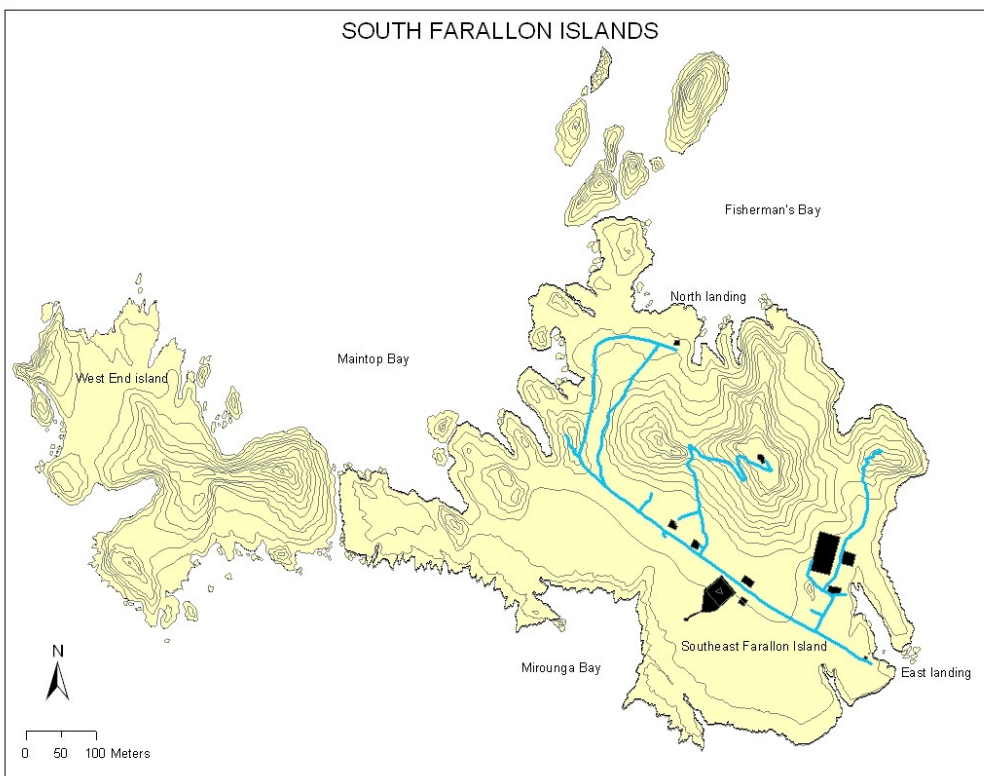 SOUTH FARALLON ISLANDS
Fisherman's Bay
North landing
Maintop Bay
West End island
Southeast Farallon Island
Mirounga Bay
East landing
N
0 50 100 Meters